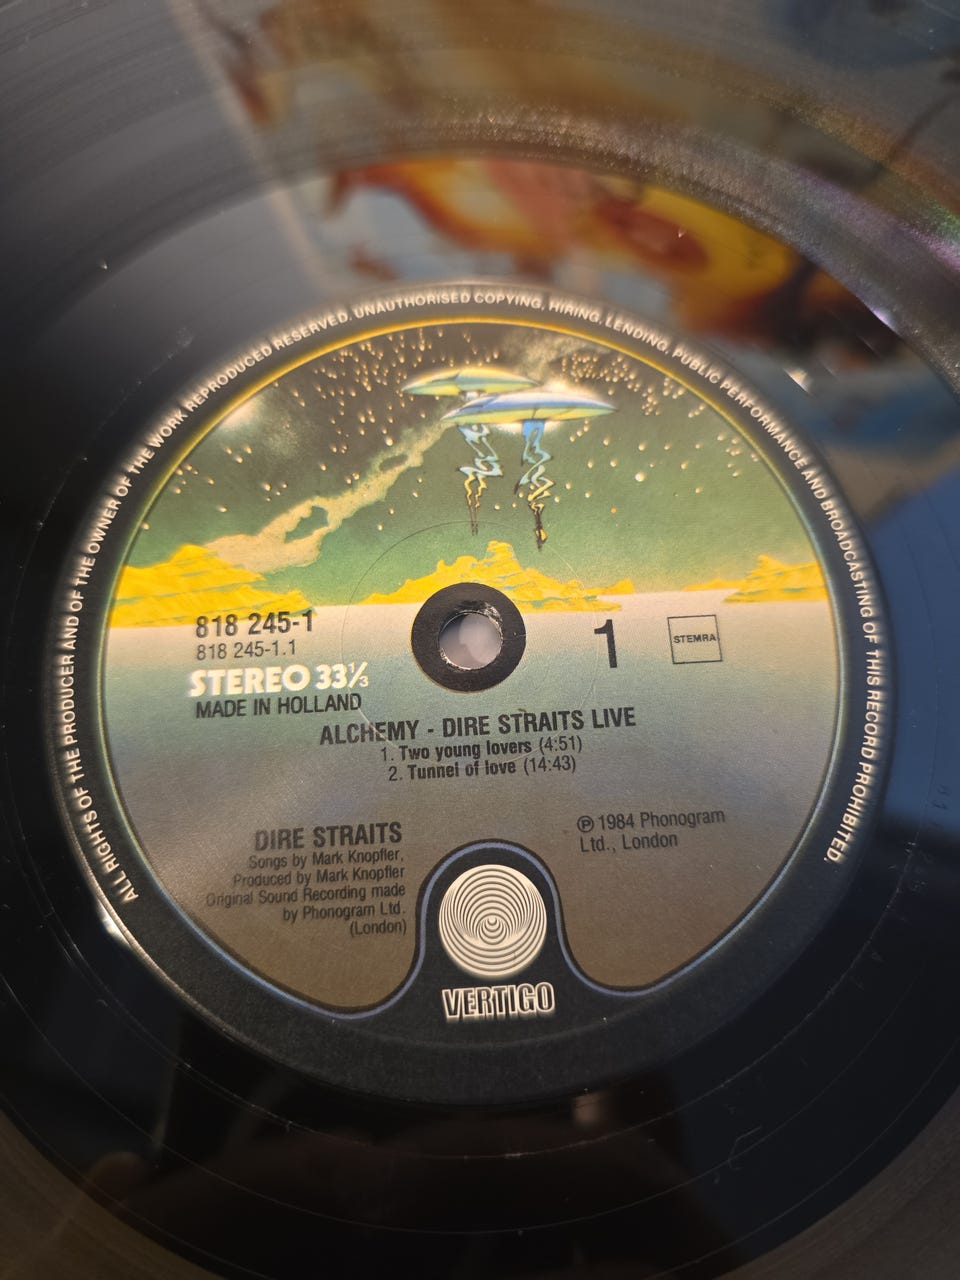 ALL RIGHTS OF THE PRODUCER AND OF THE OWNER OF THE WORK REPRODUCED RESERVED. UNAUTHORISED COPYING, HIRING, LENDING, PUBLIC PERFORMANCE AND BROADCASTING OF THIS RECORD PROHIBITED.
818 245-1
818 245-1.1
STEREO 33⅓
MADE IN HOLLAND
1
STEMRA
ALCHEMY - DIRE STRAITS LIVE
1. Two young lovers (4:51)
2. Tunnel of love (14:43)
DIRE STRAITS
Songs by Mark Knopfler,
Produced by Mark Knopfler
Original Sound Recording made
by Phonogram Ltd.
(London)
℗ 1984 Phonogram
Ltd., London
VERTIGO